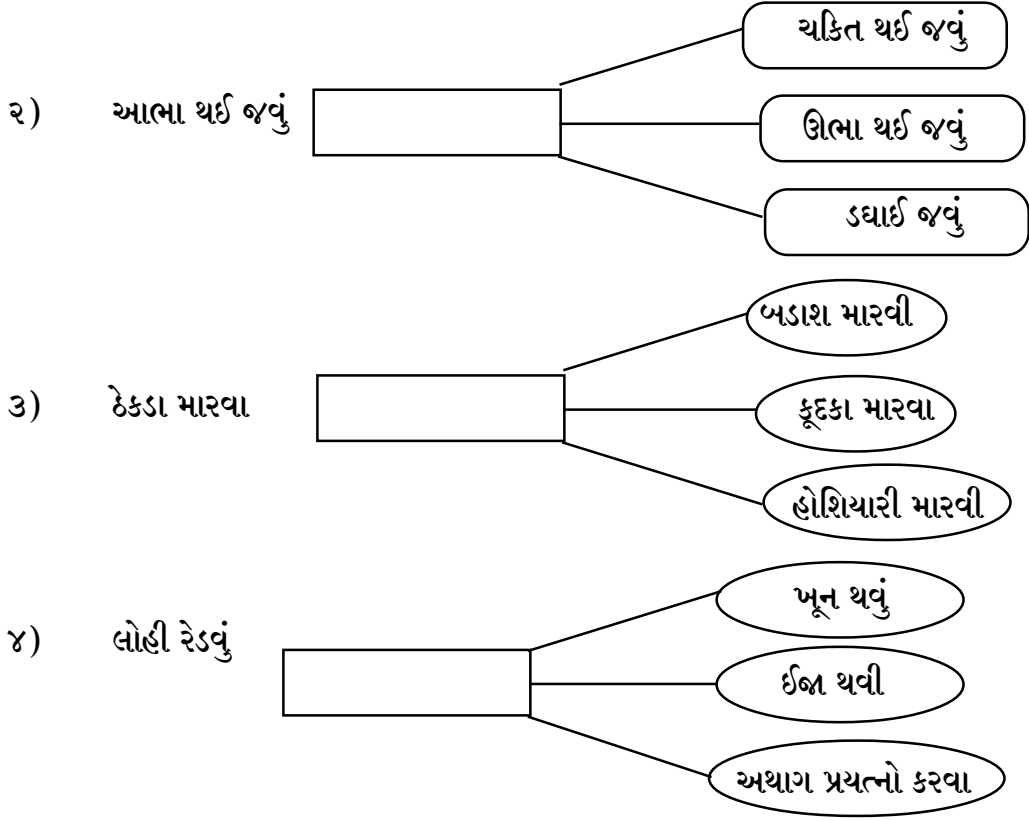 ચકિત થઈ જવું
૨) આભા થઈ જવું
ઊભા થઈ જવું
ડઘાઈ જવું
બડાશ મારવી
૩) ઠેકડા મારવા
કૂદકા મારવા
હોશિયારી મારવી
ખૂન થવું
૪) લોહી રેડવું
ઈજા થવી
અથાગ પ્રયત્નો કરવા